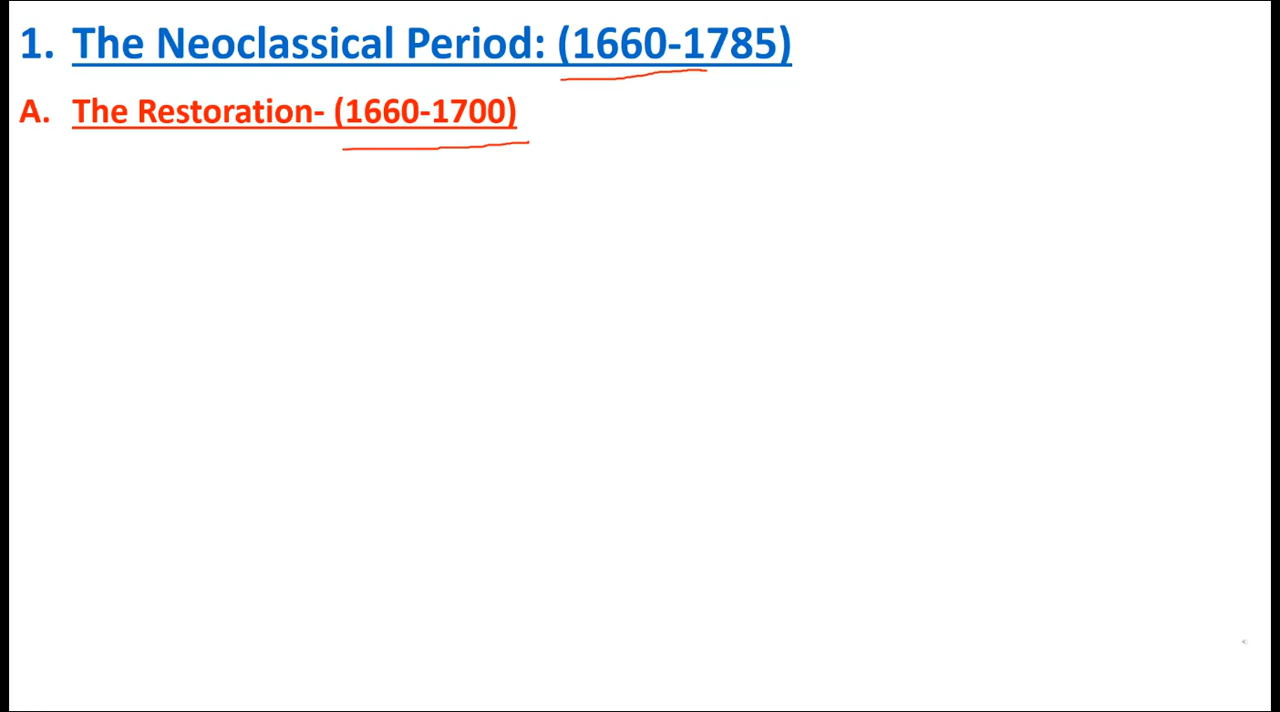 1. The Neoclassical Period: (1660-1785)
A. The Restoration- (1660-1700)